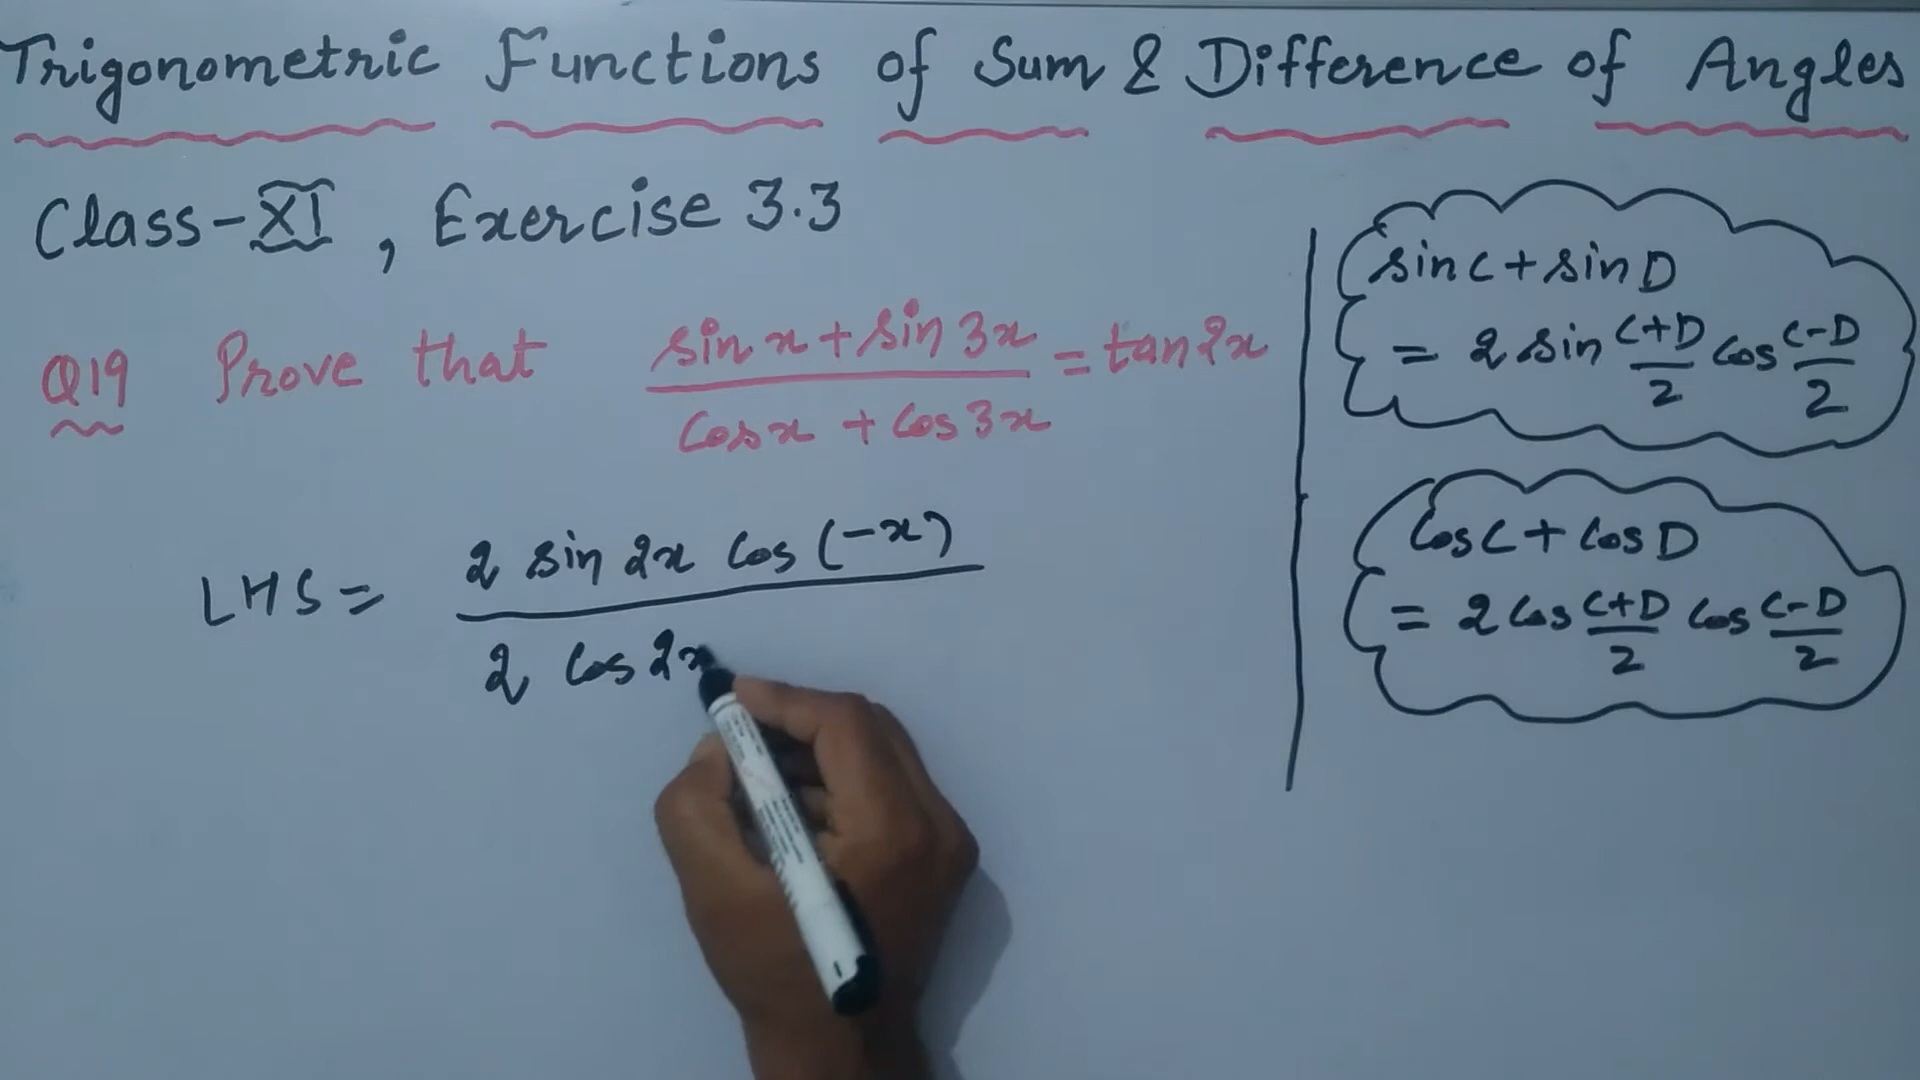 Trigonometric Functions of Sum & Difference of Angles
Class-XI, Exercise 3.3
Q19 Prove that (sin x + sin 3x)/(cos x + cos 3x) = tan 2x
LHS = (2 sin 2x cos (-x))/(2 cos 2x
sin C + sin D
= 2 sin (C+D)/2 cos (C-D)/2
cos C + cos D
= 2 cos (C+D)/2 cos (C-D)/2